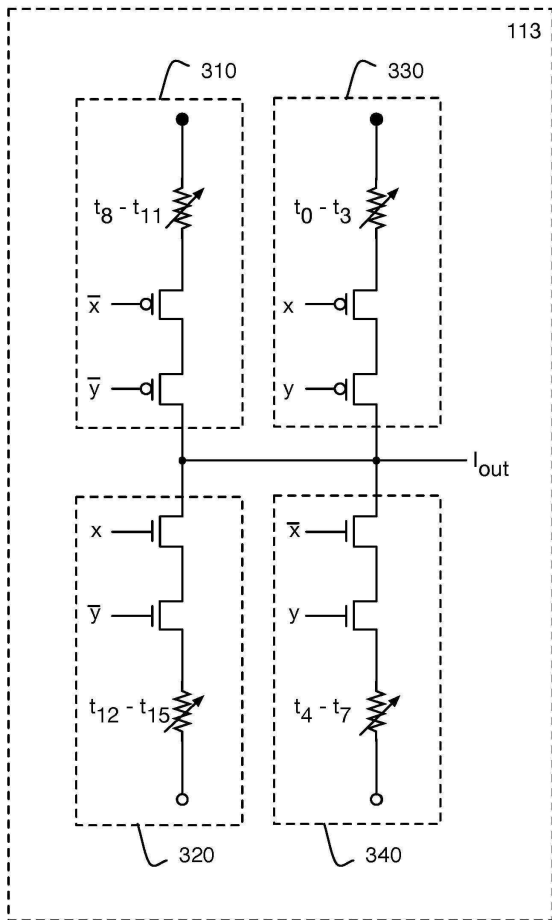 113
310
330
t8 - t11
t0 - t3
x̅
x
y̅
y
Iout
x
x̅
y̅
y
t12 - t15
t4 - t7
320
340